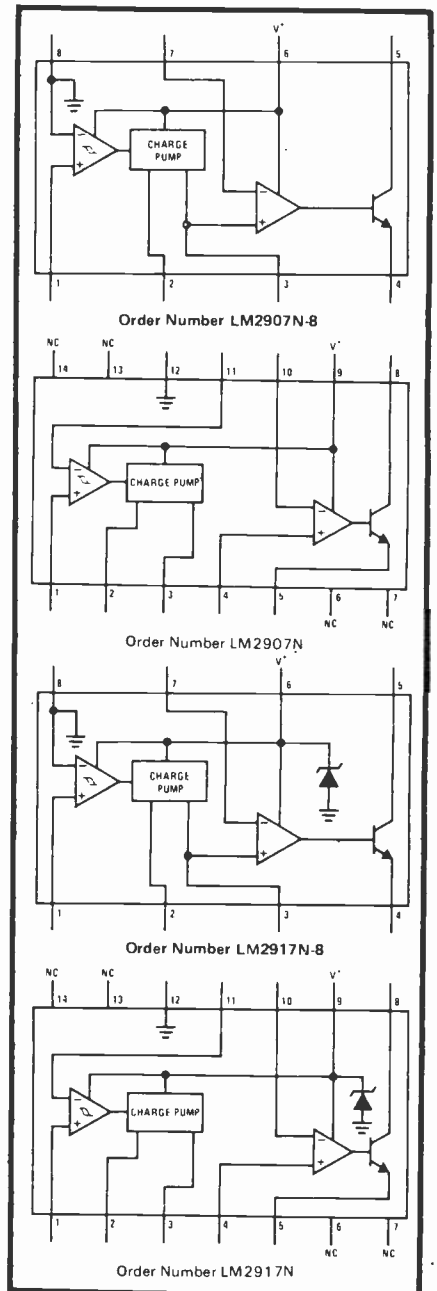 8 7 V+ 6 5
− +
CHARGE
PUMP
− +
1 2 3 4
Order Number LM2907N-8
NC NC V+
14 13 12 11 10 9 8
− +
CHARGE PUMP
− +
1 2 3 4 5 6 7
NC NC
Order Number LM2907N
8 7 V+ 6 5
− +
CHARGE
PUMP
− +
1 2 3 4
Order Number LM2917N-8
NC NC V+
14 13 12 11 10 9 8
− +
CHARGE PUMP
− +
1 2 3 4 5 6 7
NC NC
Order Number LM2917N